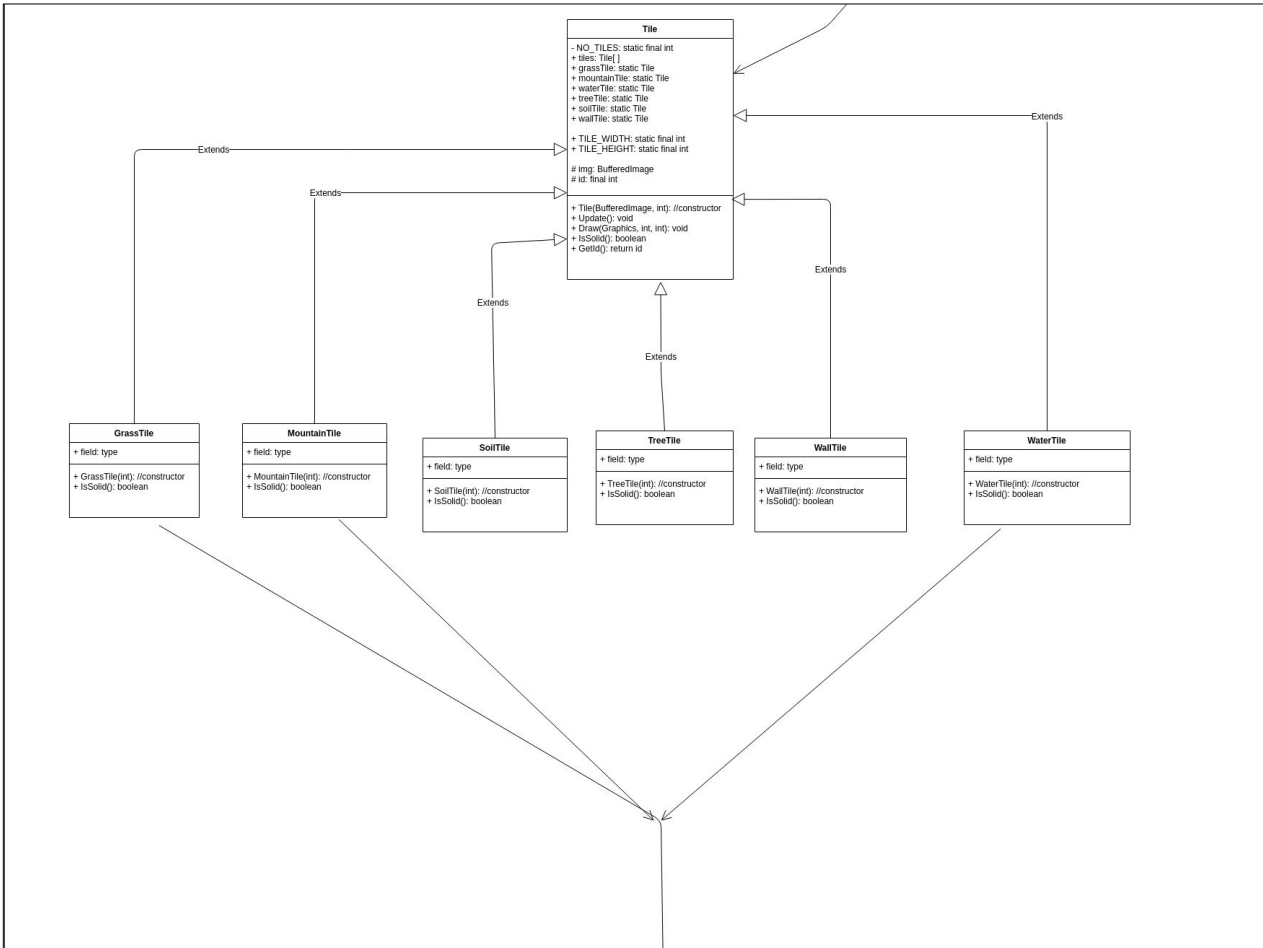 Tile
- NO_TILES: static final int
+ tiles: Tile[ ]
+ grassTile: static Tile
+ mountainTile: static Tile
+ waterTile: static Tile
+ treeTile: static Tile
+ soilTile: static Tile
+ wallTile: static Tile
+ TILE_WIDTH: static final int
+ TILE_HEIGHT: static final int
# img: BufferedImage
# id: final int
+ Tile(BufferedImage, int): //constructor
+ Update(): void
+ Draw(Graphics, int, int): void
+ IsSolid(): boolean
+ GetId(): return id
Extends
Extends
Extends
Extends
Extends
Extends
GrassTile
+ field: type
+ GrassTile(int): //constructor
+ IsSolid(): boolean
MountainTile
+ field: type
+ MountainTile(int): //constructor
+ IsSolid(): boolean
SoilTile
+ field: type
+ SoilTile(int): //constructor
+ IsSolid(): boolean
TreeTile
+ field: type
+ TreeTile(int): //constructor
+ IsSolid(): boolean
WallTile
+ field: type
+ WallTile(int): //constructor
+ IsSolid(): boolean
WaterTile
+ field: type
+ WaterTile(int): //constructor
+ IsSolid(): boolean